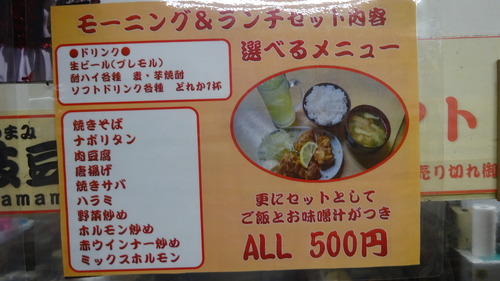 モーニング＆ランチセット内容
選べるメニュー
●ドリンク●
生ビール(プレモル)
酎ハイ各種　麦・芋焼酎
ソフトドリンク各種　どれか1杯
焼きそば
ナポリタン
肉豆腐
唐揚げ
焼きサバ
ハラミ
野菜炒め
ホルモン炒め
赤ウインナー炒め
ミックスホルモン
更にセットとして
ご飯とお味噌汁がつき
ALL 500円
つまみ
枝豆
amam
ト
売り切れ御